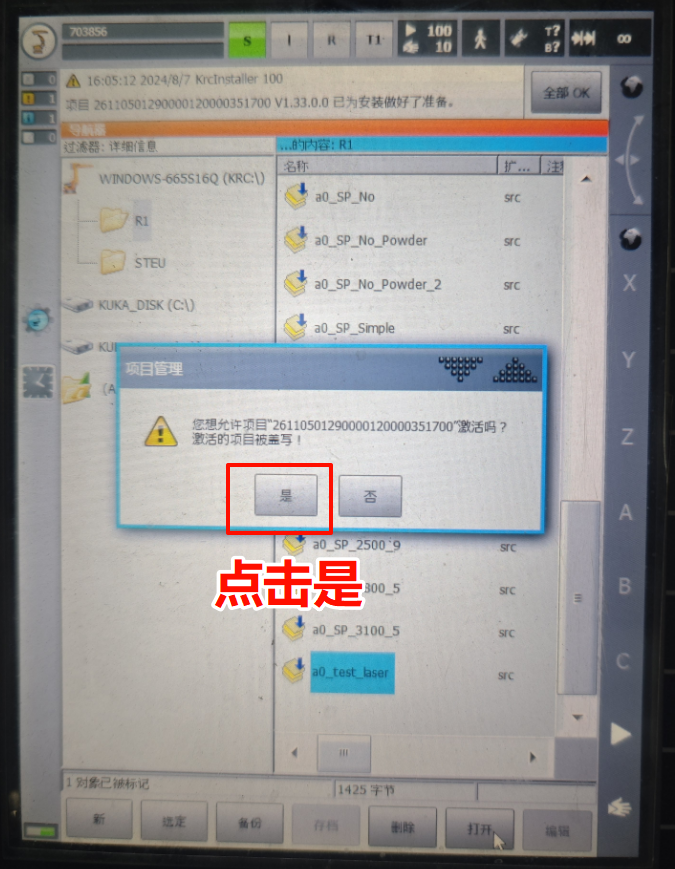 703856
S
I
R
T1
100
10
T?
B?
∞
0
1
1
0
16:05:12 2024/8/7 KrcInstaller 100
项目 26110501290000120000351700 V1.33.0.0 已为安装做好了准备。
全部 OK
导航器
过滤器: 详细信息
...的内容: R1
名称
扩...
注
WINDOWS-665S16Q (KRC:\)
R1
STEU
KUKA_DISK (C:\)
a0_SP_No src
a0_SP_No_Powder src
a0_SP_No_Powder_2 src
a0_SP_Simple src
项目管理
您想允许项目"26110501290000120000351700"激活吗？
激活的项目被盖写！
是
否
点击是
a0_SP_2500_9 src
800_5 src
a0_SP_3100_5 src
a0_test_laser src
X
Y
Z
A
B
C
1 对象已被标记
1425 字节
新
选定
备份
存档
删除
打开
编辑